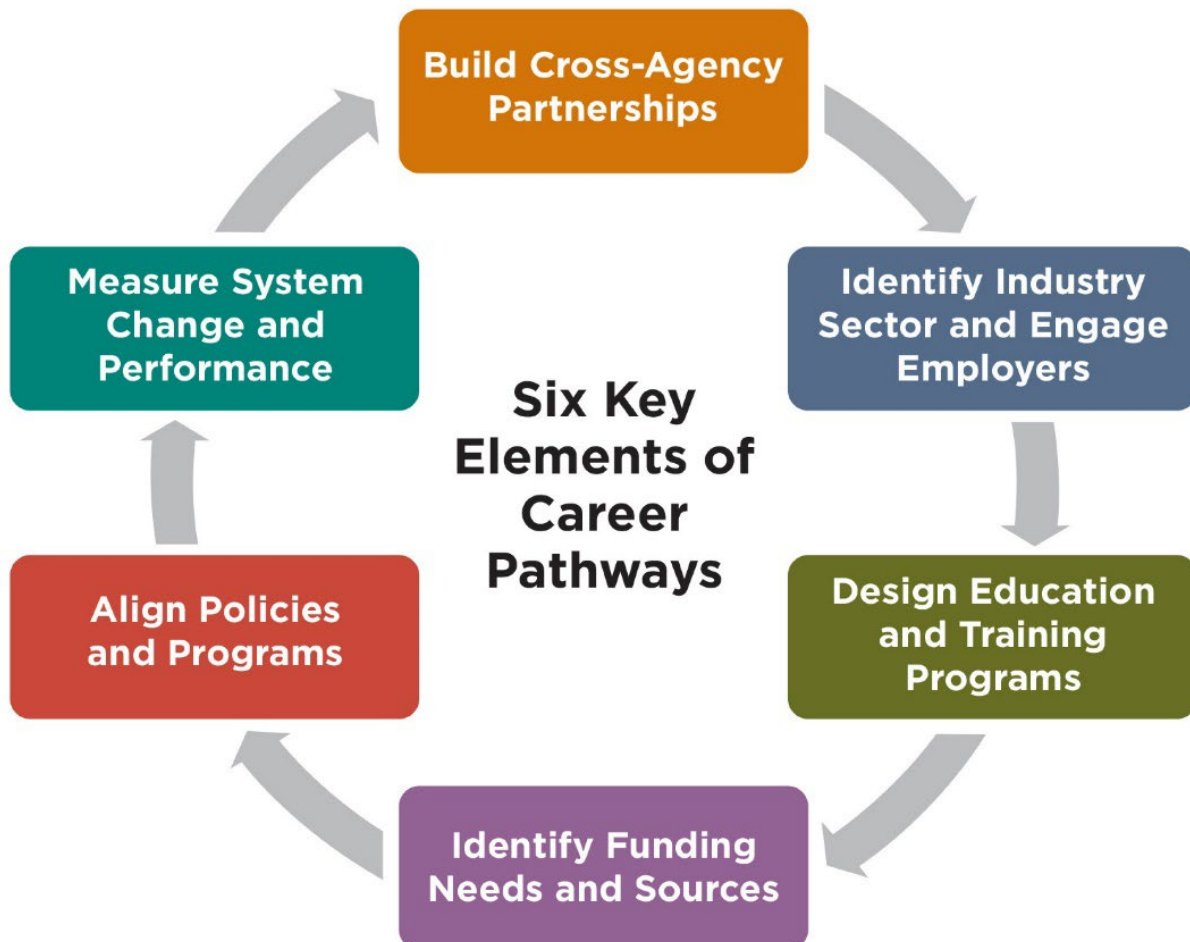 Build Cross-Agency
Partnerships
Identify Industry
Sector and Engage
Employers
Design Education
and Training
Programs
Identify Funding
Needs and Sources
Align Policies
and Programs
Measure System
Change and
Performance
Six Key
Elements of
Career
Pathways